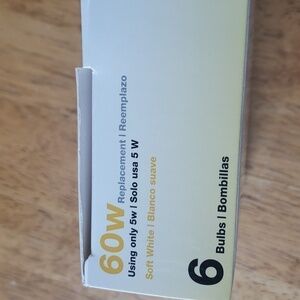 60W
Replacement | Reemplazo
Using only 5w | Solo usa 5 W
Soft White | Blanco suave
6
Bulbs | Bombillas